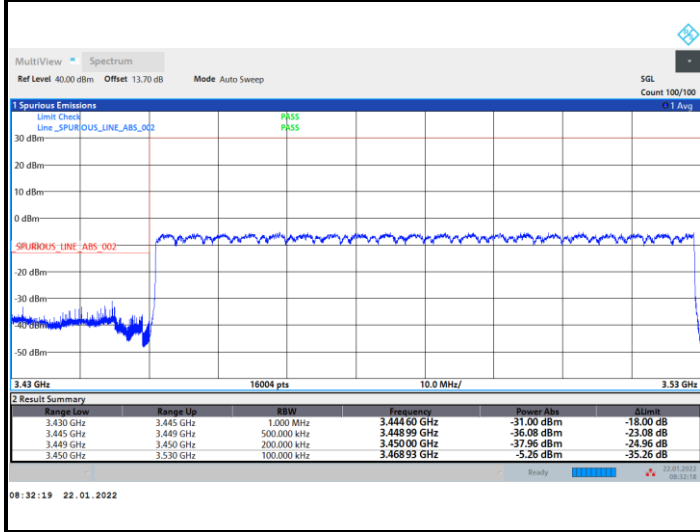 MultiView Spectrum
Ref Level 40.00 dBm Offset 13.70 dB Mode Auto Sweep SGL
Count 100/100
1 Spurious Emissions 1 Avg
Limit Check PASS
Line _SPURIOUS_LINE_ABS_002 PASS
30 dBm
20 dBm
10 dBm
0 dBm
_SPURIOUS_LINE_ABS_002
-20 dBm
-30 dBm
-40 dBm
-50 dBm
3.43 GHz 16004 pts 10.0 MHz/ 3.53 GHz
2 Result Summary
Range Low Range Up RBW Frequency Power Abs ΔLimit
3.430 GHz 3.445 GHz 1.000 MHz 3.444 60 GHz -31.00 dBm -18.00 dB
3.445 GHz 3.449 GHz 500.000 kHz 3.448 99 GHz -36.08 dBm -23.08 dB
3.449 GHz 3.450 GHz 200.000 kHz 3.450 00 GHz -37.96 dBm -24.96 dB
3.450 GHz 3.530 GHz 100.000 kHz 3.468 93 GHz -5.26 dBm -35.26 dB
Ready 22.01.2022
08:32:18
08:32:19 22.01.2022